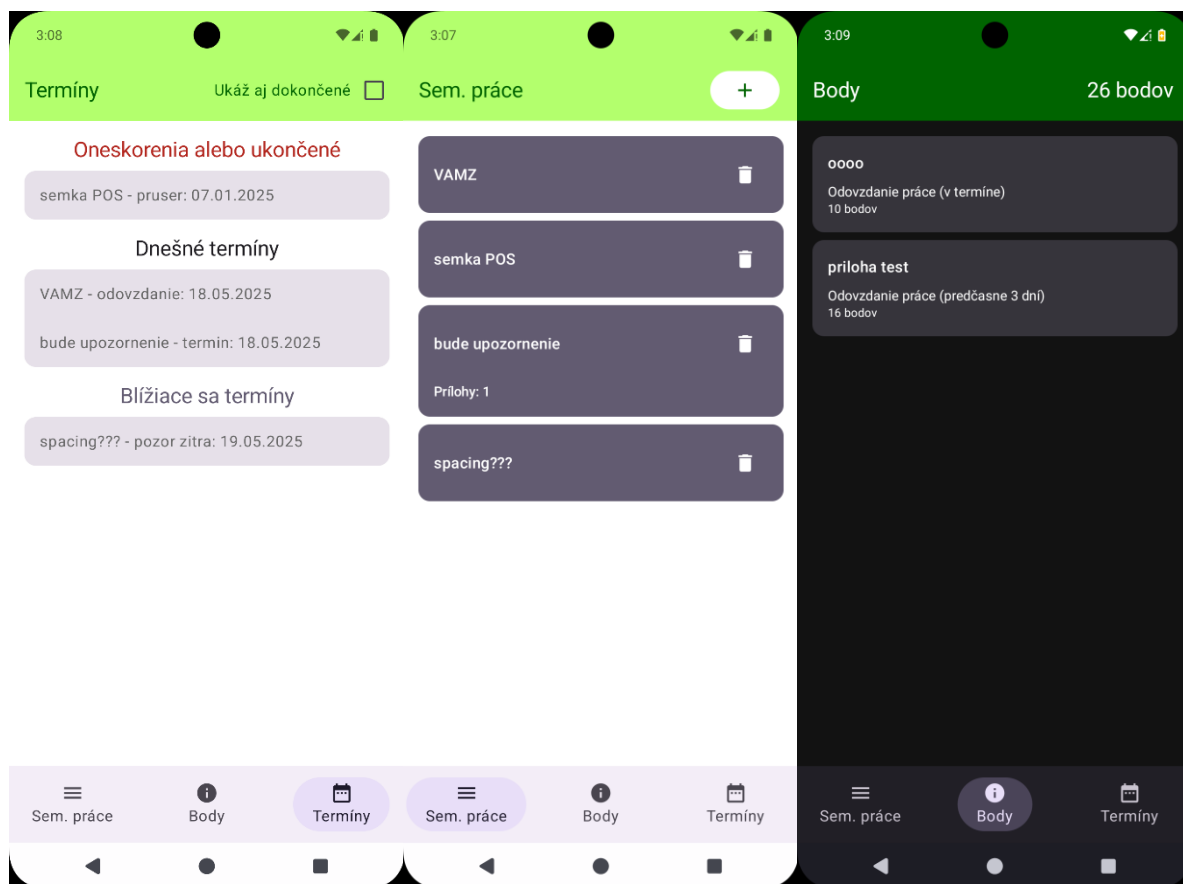 3:08
Termíny
Ukáž aj dokončené
Oneskorenia alebo ukončené
semka POS - pruser: 07.01.2025
Dnešné termíny
VAMZ - odovzdanie: 18.05.2025
bude upozornenie - termin: 18.05.2025
Blížiace sa termíny
spacing??? - pozor zitra: 19.05.2025
Sem. práce
Body
Termíny
3:07
Sem. práce
+
VAMZ
semka POS
bude upozornenie
Prílohy: 1
spacing???
Sem. práce
Body
Termíny
3:09
Body
26 bodov
oooo
Odovzdanie práce (v termíne)
10 bodov
priloha test
Odovzdanie práce (predčasne 3 dní)
16 bodov
Sem. práce
Body
Termíny